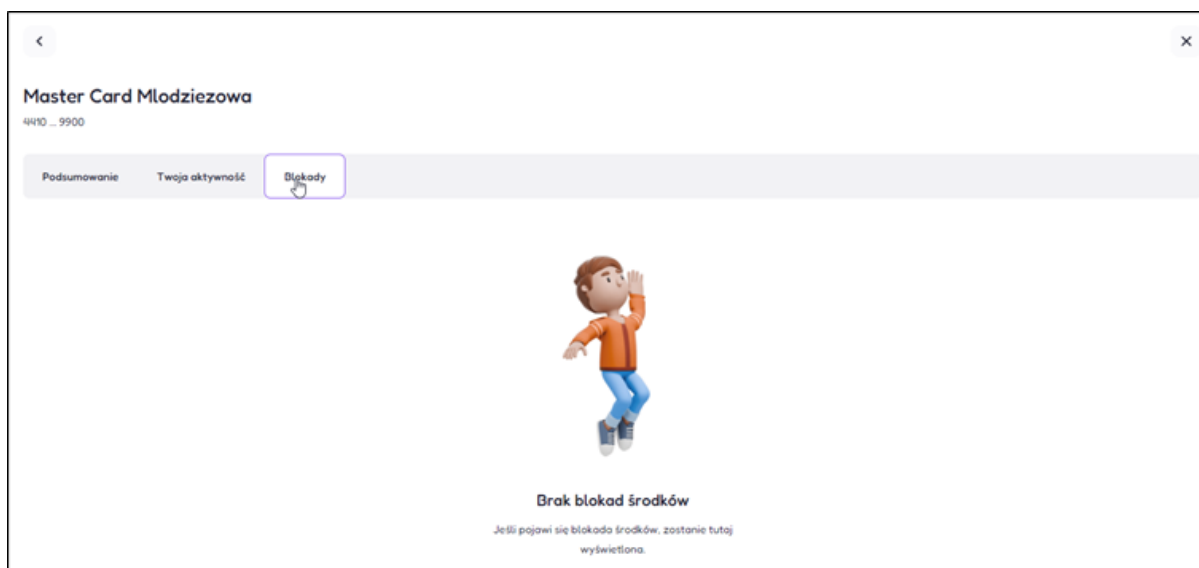 Master Card Mlodziezowa
4410 ... 9900
Podsumowanie Twoja aktywność Blokady
Brak blokad środków
Jeśli pojawi się blokada środków, zostanie tutaj
wyświetlona.